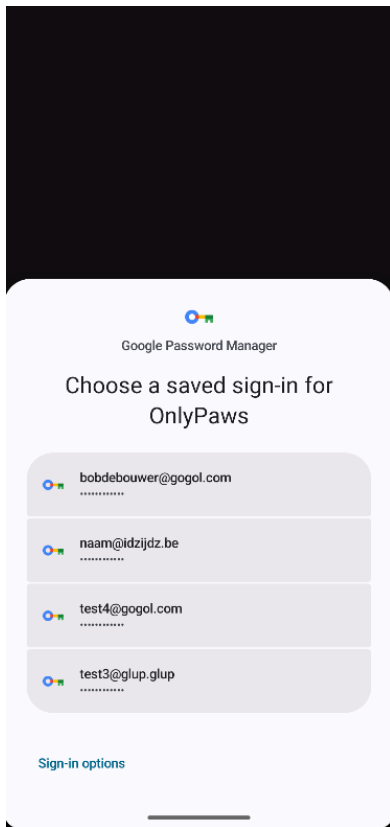 Google Password Manager
Choose a saved sign-in for
OnlyPaws
bobdebouwer@gogol.com
••••••••••••
naam@idzijdz.be
••••••••••••
test4@gogol.com
••••••••••••
test3@glup.glup
••••••••••••
Sign-in options